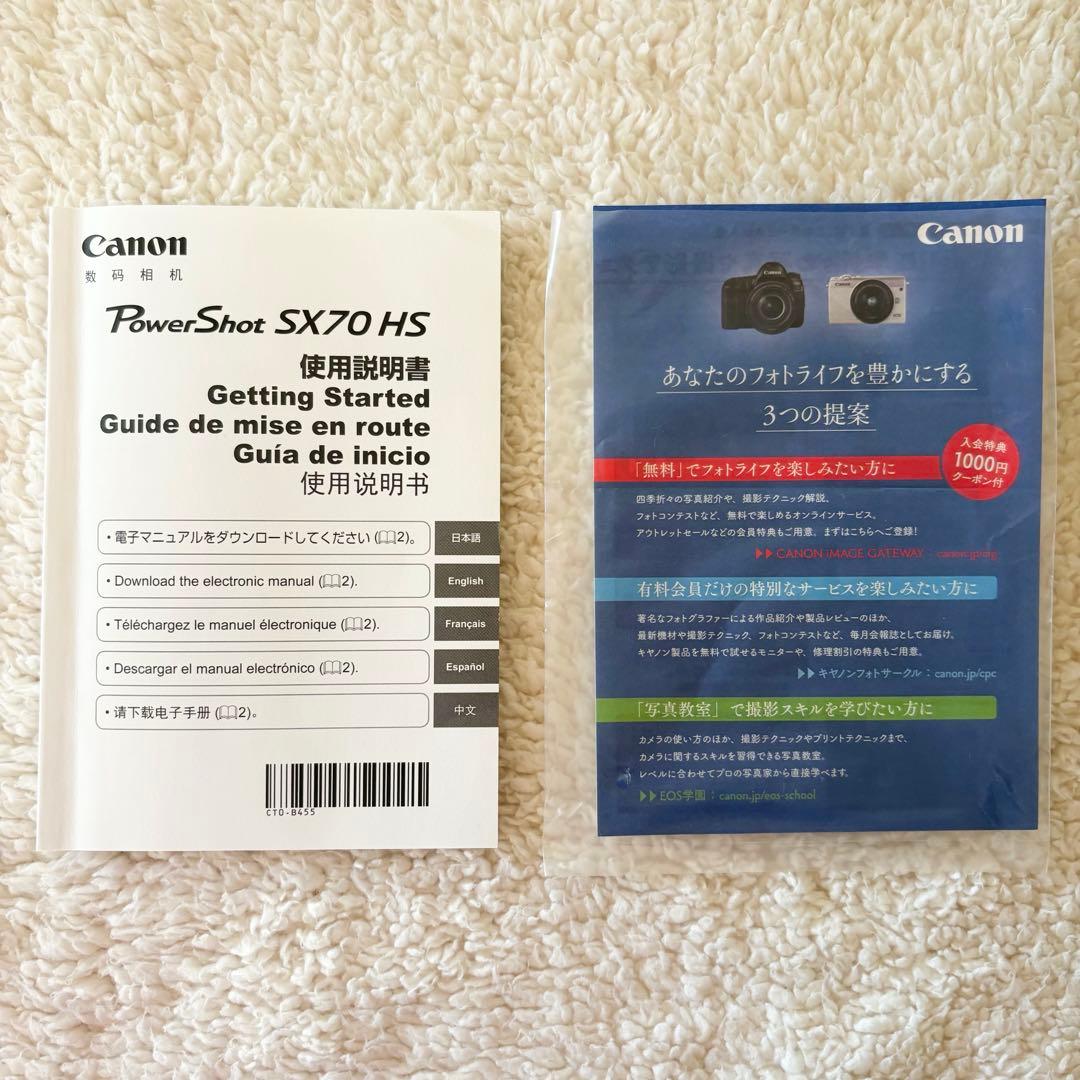 Canon
数码相机
PowerShot SX70 HS
使用説明書
Getting Started
Guide de mise en route
Guía de inicio
使用说明书
・電子マニュアルをダウンロードしてください (📖2)。
日本語
• Download the electronic manual (📖2).
English
• Téléchargez le manuel électronique (📖2).
Français
• Descargar el manual electrónico (📖2).
Español
• 请下载电子手册 (📖2)。
中文
CT0-B455
Canon
Canon
Canon
あなたのフォトライフを豊かにする
3つの提案
入会特典
1000円
クーポン付
「無料」でフォトライフを楽しみたい方に
四季折々の写真紹介や、撮影テクニック解説、
フォトコンテストなど、無料で楽しめるオンラインサービス。
アウトレットセールなどの会員特典もご用意。まずはこちらへご登録!
▶▶ CANON iMAGE GATEWAY : canon.jp/cig
有料会員だけの特別なサービスを楽しみたい方に
著名なフォトグラファーによる作品紹介や製品レビューのほか、
最新機材や撮影テクニック、フォトコンテストなど、毎月会報誌としてお届け。
キヤノン製品を無料で試せるモニターや、修理割引の特典もご用意。
▶▶ キヤノンフォトサークル : canon.jp/cpc
「写真教室」で撮影スキルを学びたい方に
カメラの使い方のほか、撮影テクニックやプリントテクニックまで、
カメラに関するスキルを習得できる写真教室。
レベルに合わせてプロの写真家から直接学べます。
▶▶ EOS学園 : canon.jp/eos-school